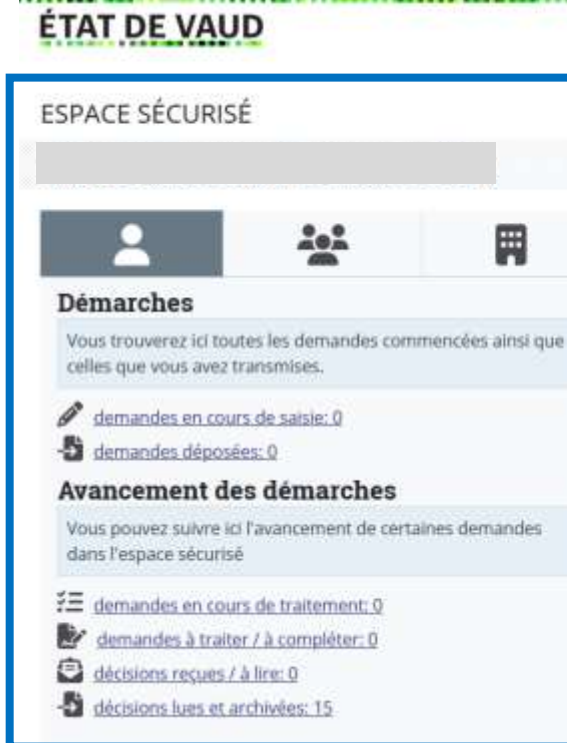 ÉTAT DE VAUD
ESPACE SÉCURISÉ
Démarches
Vous trouverez ici toutes les demandes commencées ainsi que
celles que vous avez transmises.
demandes en cours de saisie: 0
demandes déposées: 0
Avancement des démarches
Vous pouvez suivre ici l'avancement de certaines demandes
dans l'espace sécurisé
demandes en cours de traitement: 0
demandes à traiter / à compléter: 0
décisions reçues / à lire: 0
décisions lues et archivées: 15